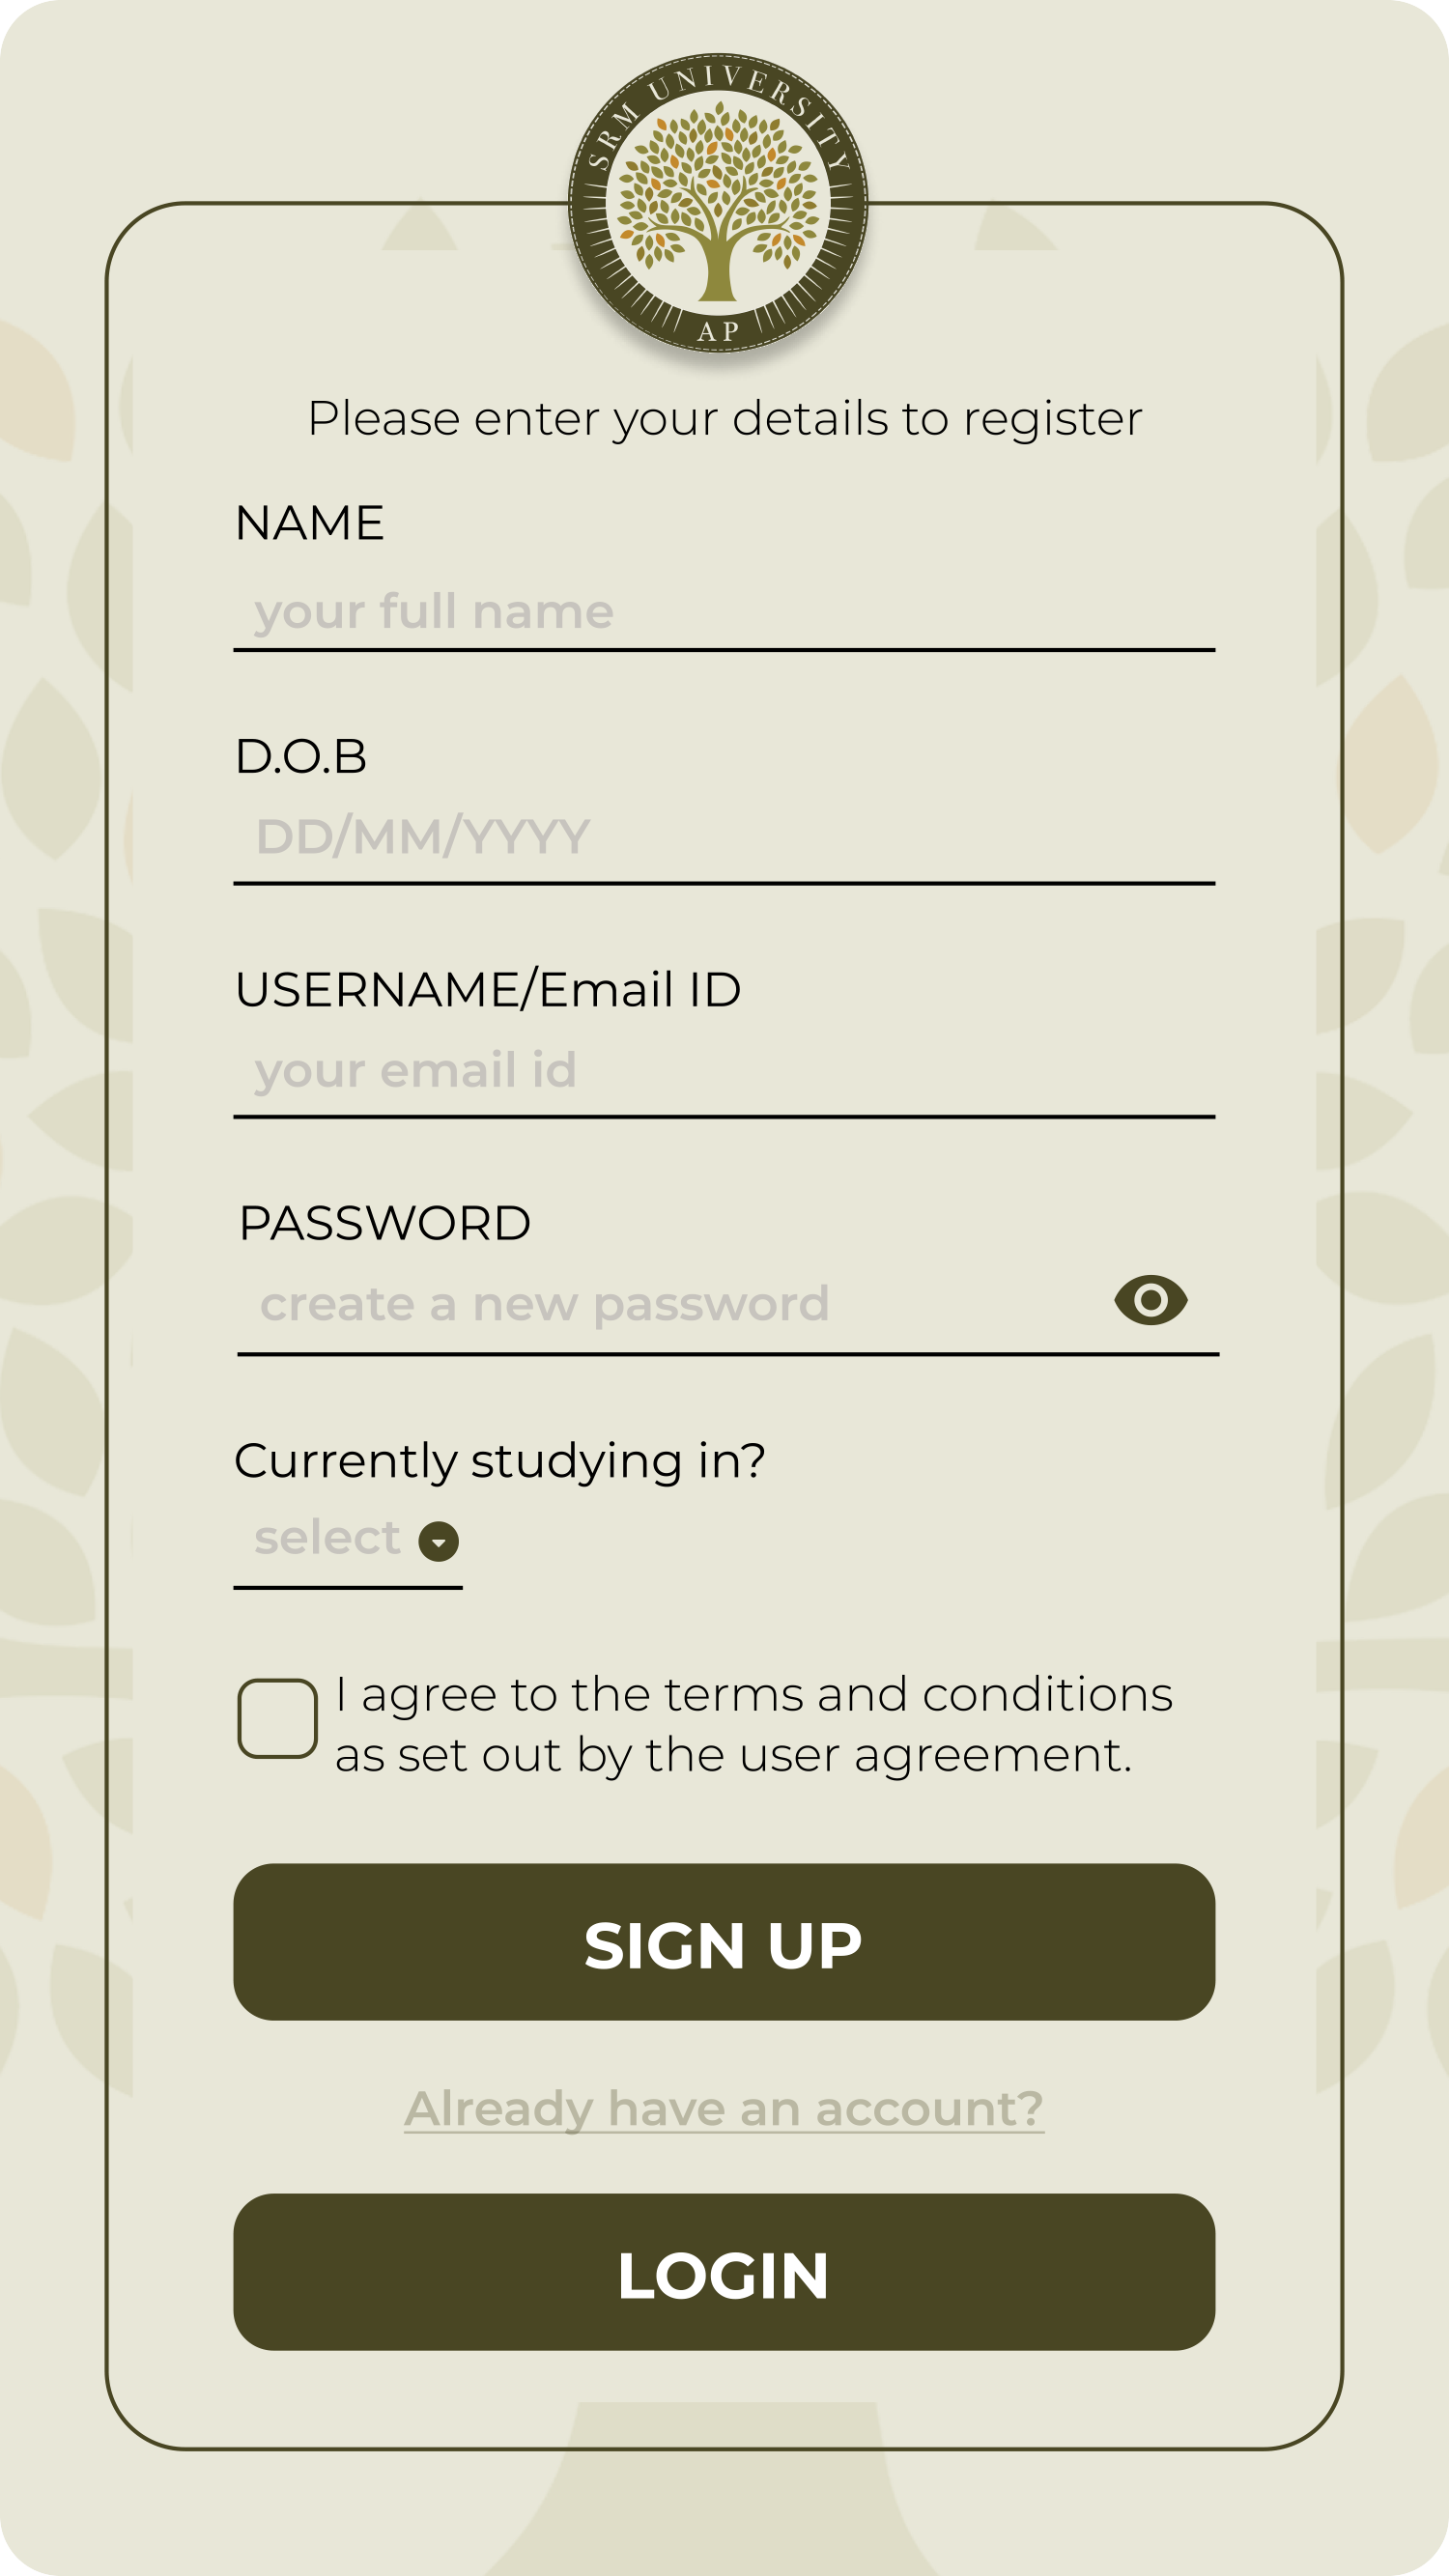 SRM UNIVERSITY
AP
Please enter your details to register
NAME
your full name
D.O.B
DD/MM/YYYY
USERNAME/Email ID
your email id
PASSWORD
create a new password
Currently studying in?
select
I agree to the terms and conditions
as set out by the user agreement.
SIGN UP
Already have an account?
LOGIN